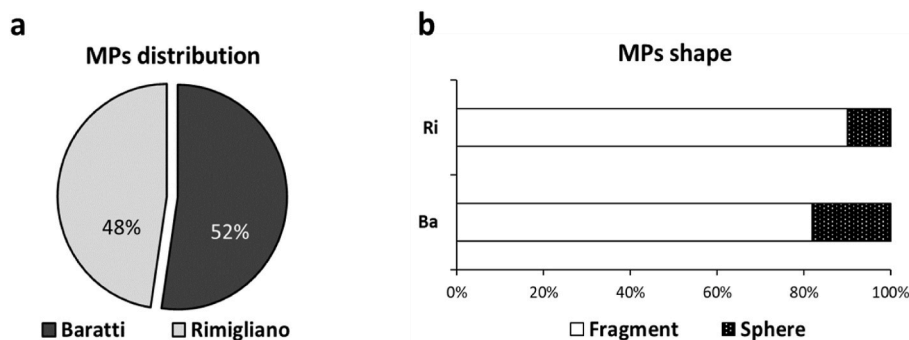 a
MPs distribution
48%
52%
Baratti Rimigliano
b
MPs shape
Ri
Ba
0% 20% 40% 60% 80% 100%
Fragment Sphere